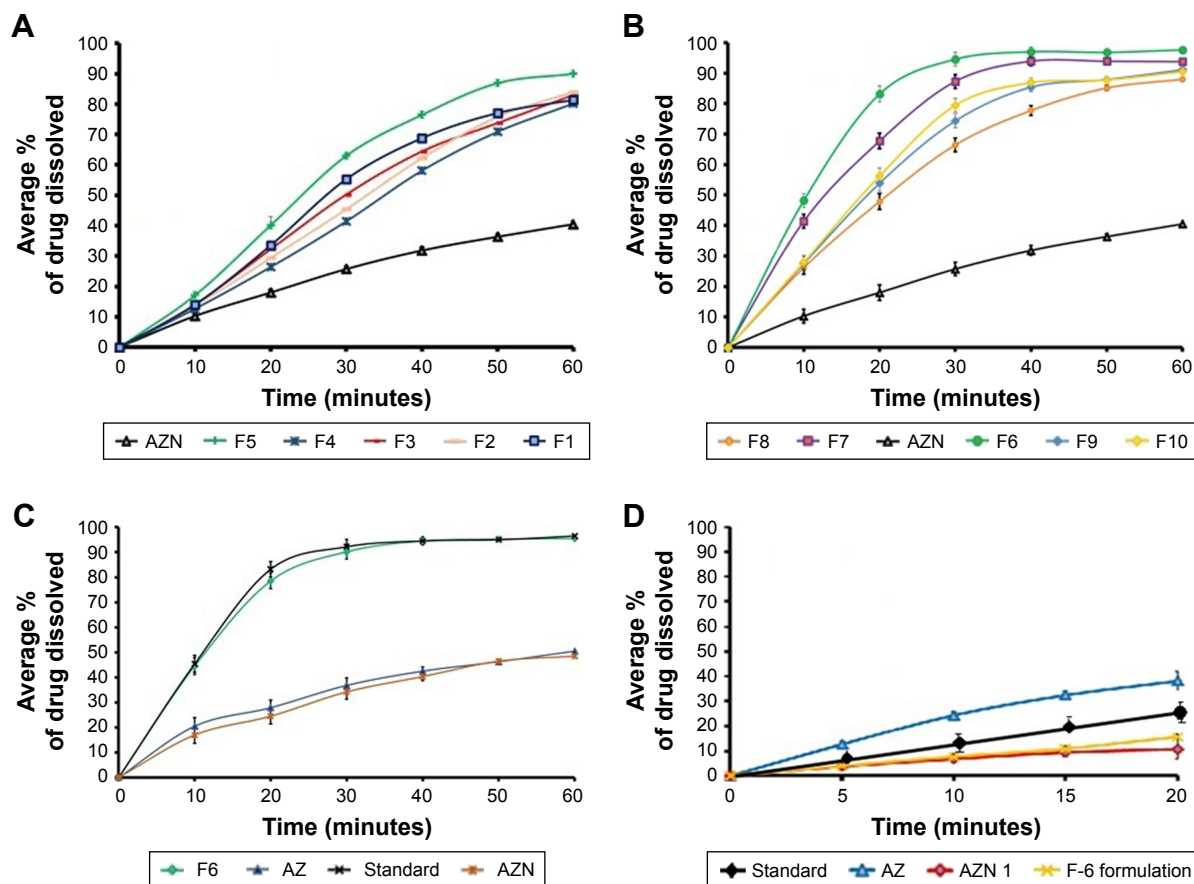 A
Average %
of drug dissolved
100
90
80
70
60
50
40
30
20
10
0
0 10 20 30 40 50 60
Time (minutes)
AZN F5 F4 F3 F2 F1
B
Average %
of drug dissolved
100
90
80
70
60
50
40
30
20
10
0
0 10 20 30 40 50 60
Time (minutes)
F8 F7 AZN F6 F9 F10
C
Average %
of drug dissolved
100
90
80
70
60
50
40
30
20
10
0
0 10 20 30 40 50 60
Time (minutes)
F6 AZ Standard AZN
D
Average %
of drug dissolved
100
90
80
70
60
50
40
30
20
10
0
0 5 10 15 20
Time (minutes)
Standard AZ AZN 1 F-6 formulation